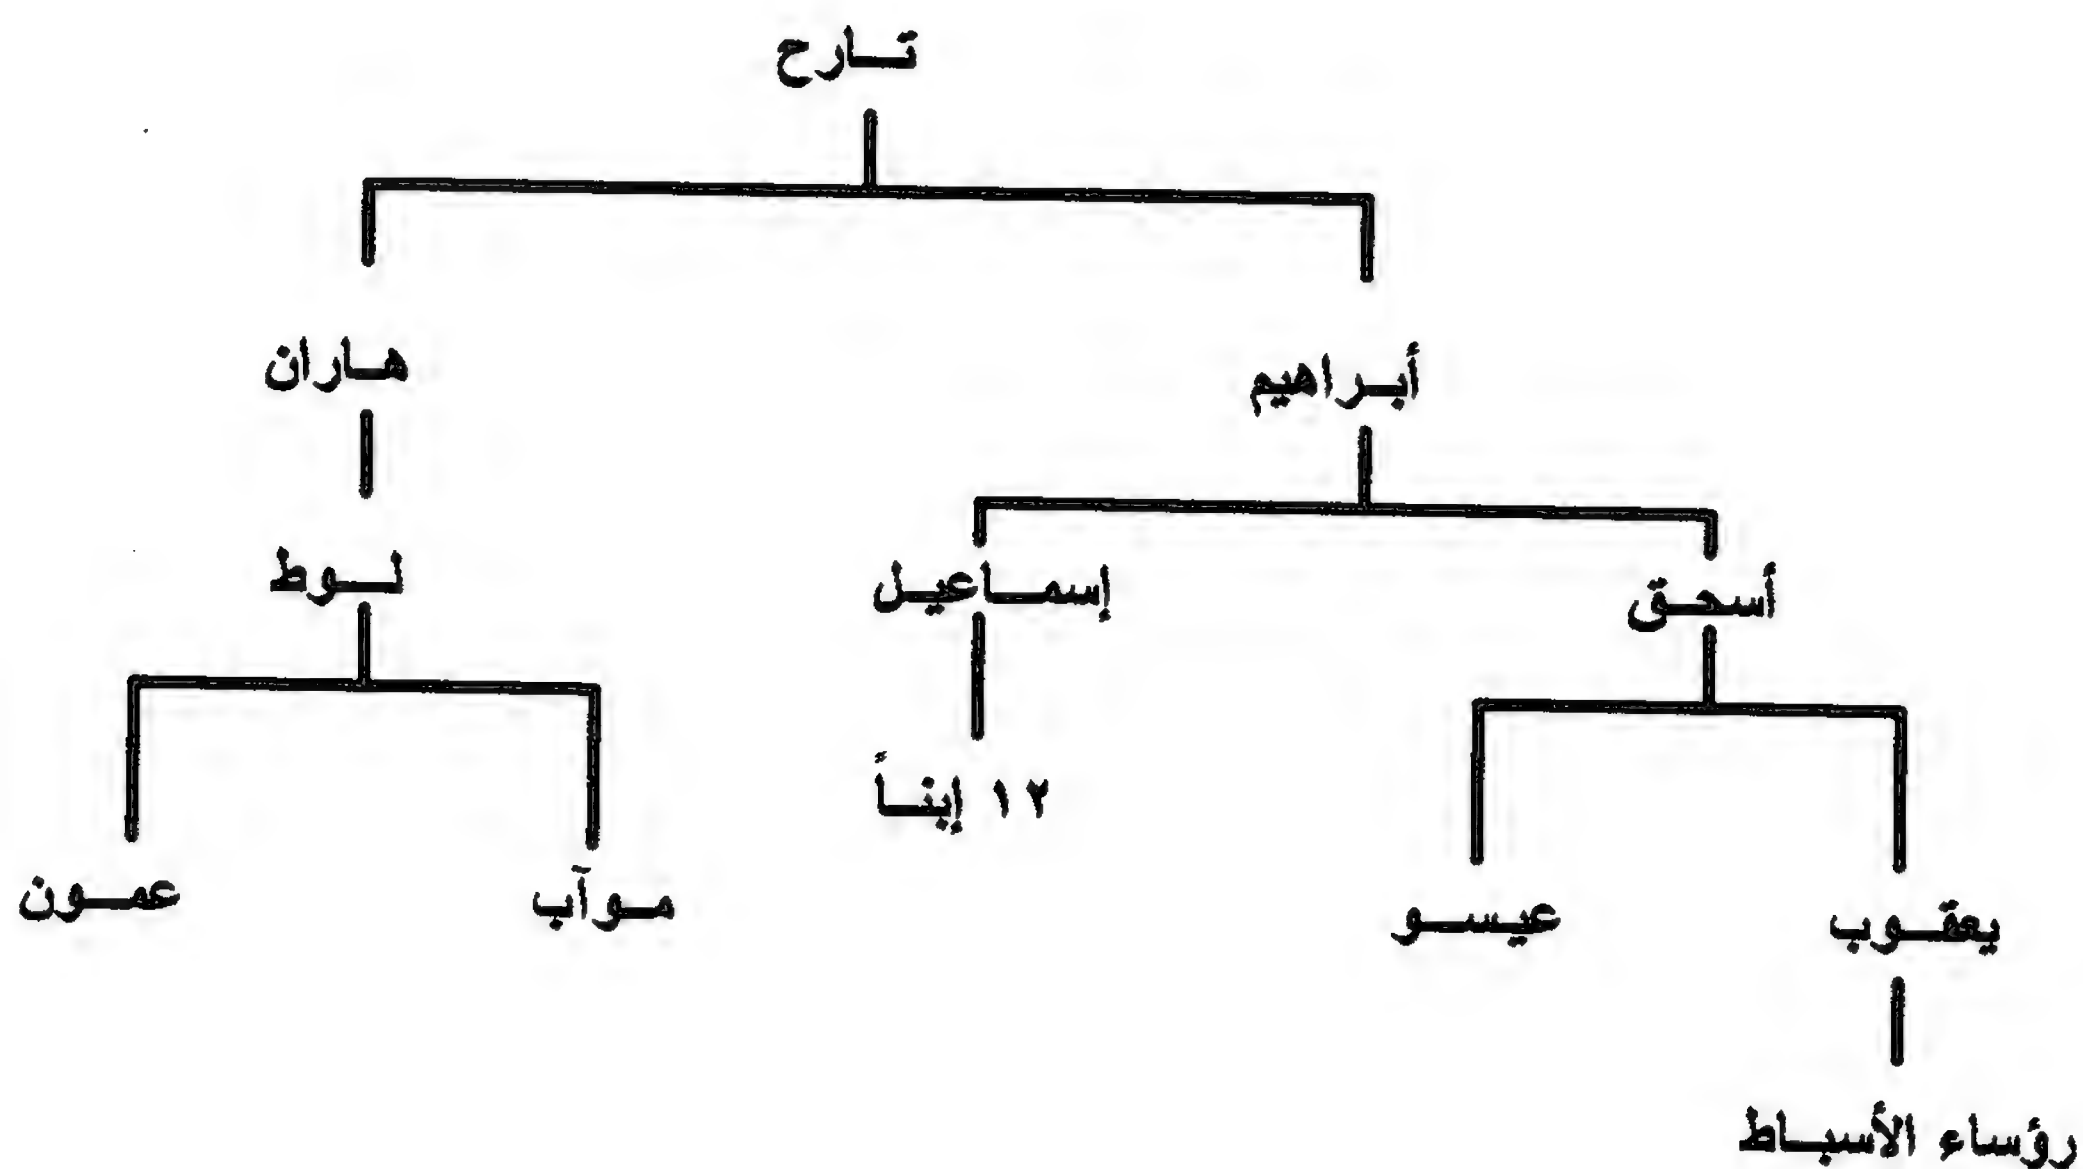 تارح
أبراهيم
هاران
أسحق
إسماعيل
لوط
١٢ إبناً
يعقوب
عيسو
موآب
عمون
رؤساء الأسباط